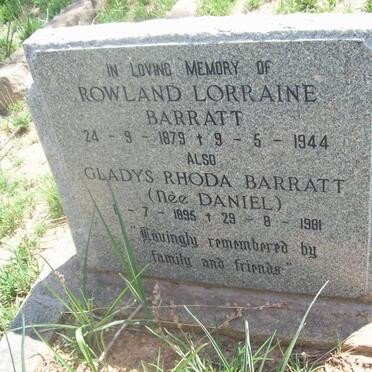 IN LOVING MEMORY OF
ROWLAND LORRAINE
BARRATT
24 - 9 - 1879 † 9 - 5 - 1944
ALSO
GLADYS RHODA BARRATT
(née DANIEL)
- 7 - 1895 † 29 - 8 - 1981
"Lovingly remembered by
family and friends"